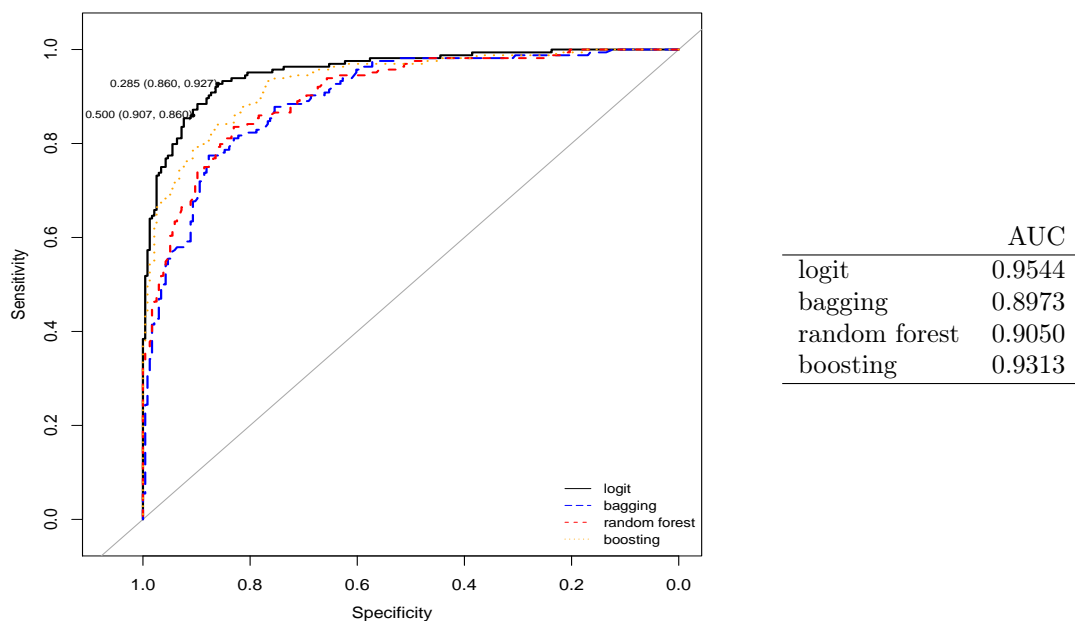 1.0
0.8
0.6
0.4
0.2
0.0
Sensitivity
0.285 (0.860, 0.927)
0.500 (0.907, 0.860)
logit
bagging
random forest
boosting
1.0 0.8 0.6 0.4 0.2 0.0
Specificity
AUC
logit 0.9544
bagging 0.8973
random forest 0.9050
boosting 0.9313